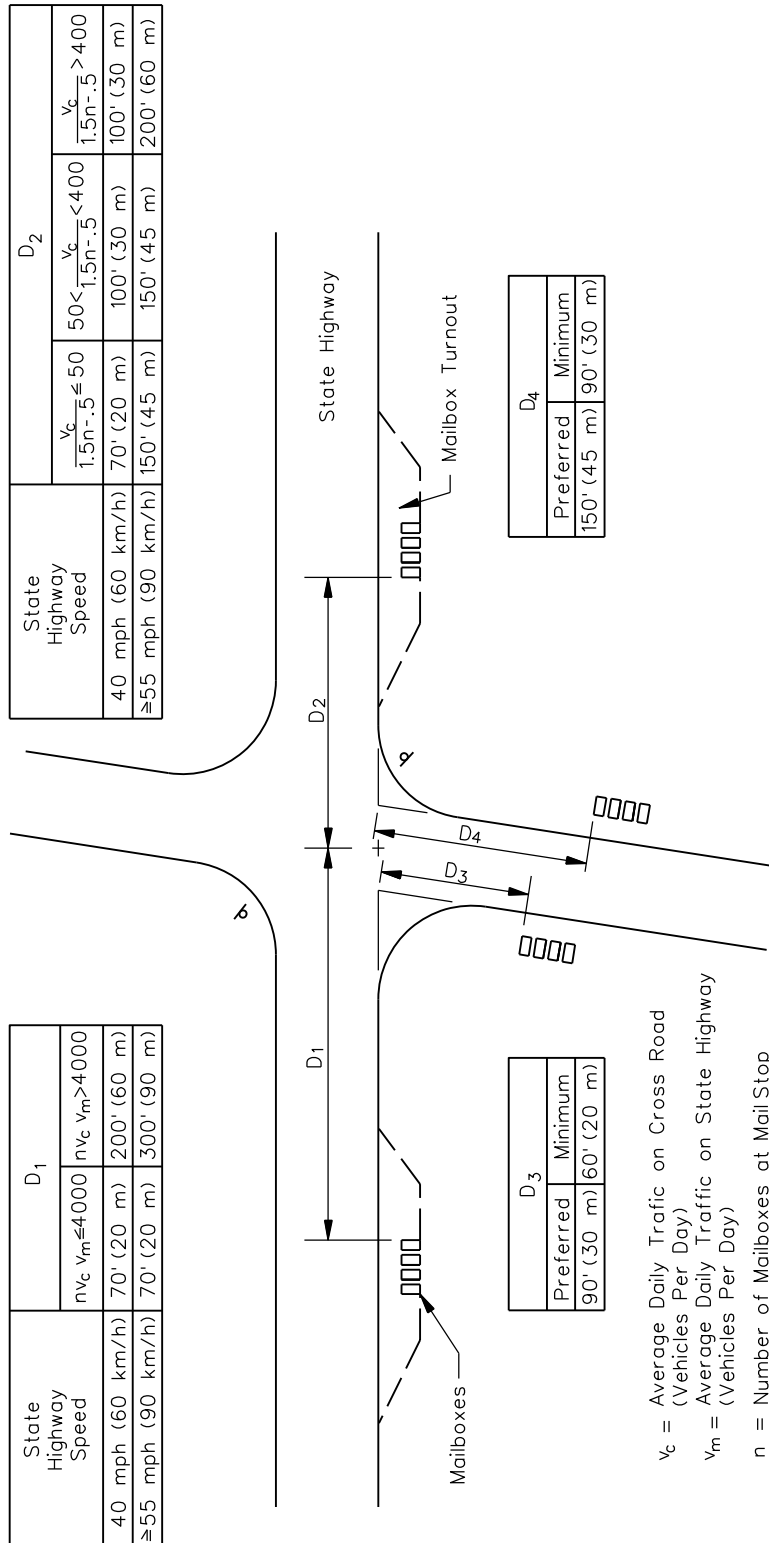 State Highway Speed
D1
nvc vm≤4000 nvc vm>4000
40 mph (60 km/h) 70' (20 m) 200' (60 m)
≥55 mph (90 km/h) 70' (20 m) 300' (90 m)
State Highway Speed
D2
vc/1.5n-.5 ≤ 50 50< vc/1.5n-.5 <400 vc/1.5n-.5 >400
40 mph (60 km/h) 70' (20 m) 100' (30 m) 100' (30 m)
≥55 mph (90 km/h) 150' (45 m) 150' (45 m) 200' (60 m)
State Highway
D1
D2
Mailboxes
Mailbox Turnout
D3
D4
D3
Preferred Minimum
90' (30 m) 60' (20 m)
D4
Preferred Minimum
150' (45 m) 90' (30 m)
vc = Average Daily Trafic on Cross Road
(Vehicles Per Day)
vm = Average Daily Traffic on State Highway
(Vehicles Per Day)
n = Number of Mailboxes at Mail Stop